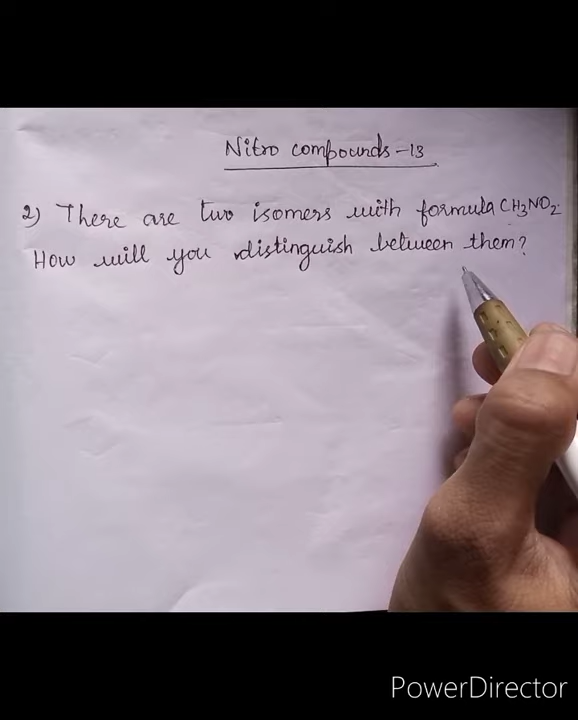 Nitro compounds-13
2) There are two isomers with formula CH3NO2
How will you distinguish between them?
PowerDirector